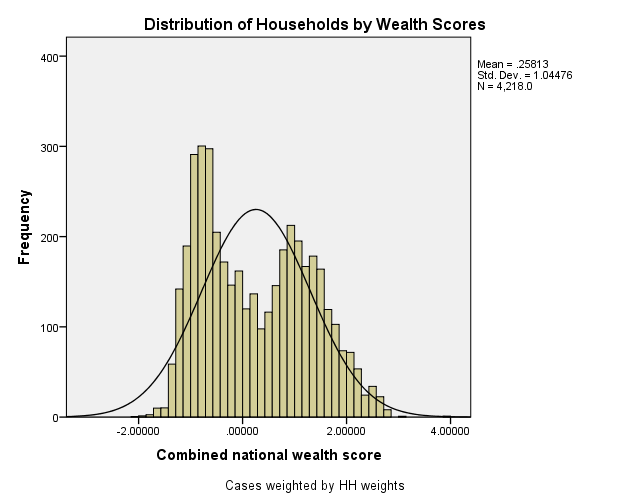 Distribution of Households by Wealth Scores
Mean = .25813
Std. Dev. = 1.04476
N = 4,218.0
400
300
200
100
0
Frequency
-2.00000 .00000 2.00000 4.00000
Combined national wealth score
Cases weighted by HH weights